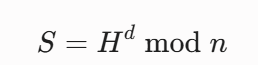 S = H^d mod n